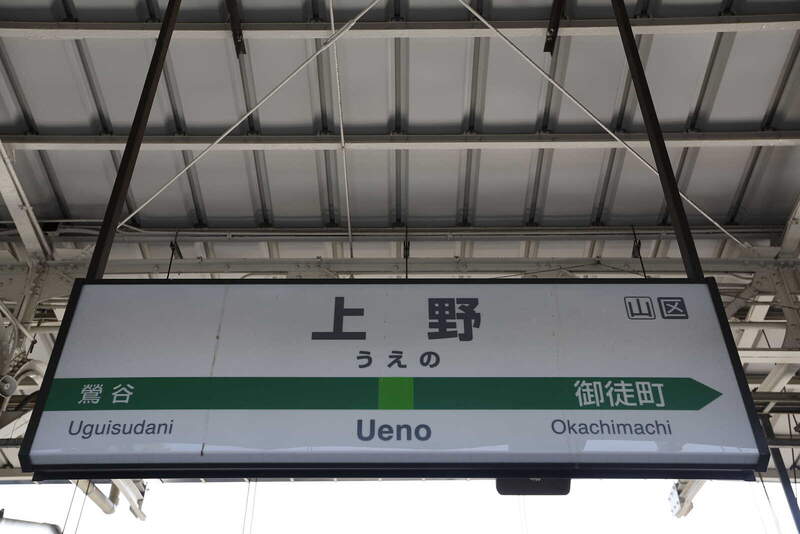 上野
山区
うえの
鶯谷
御徒町
Uguisudani
Ueno
Okachimachi